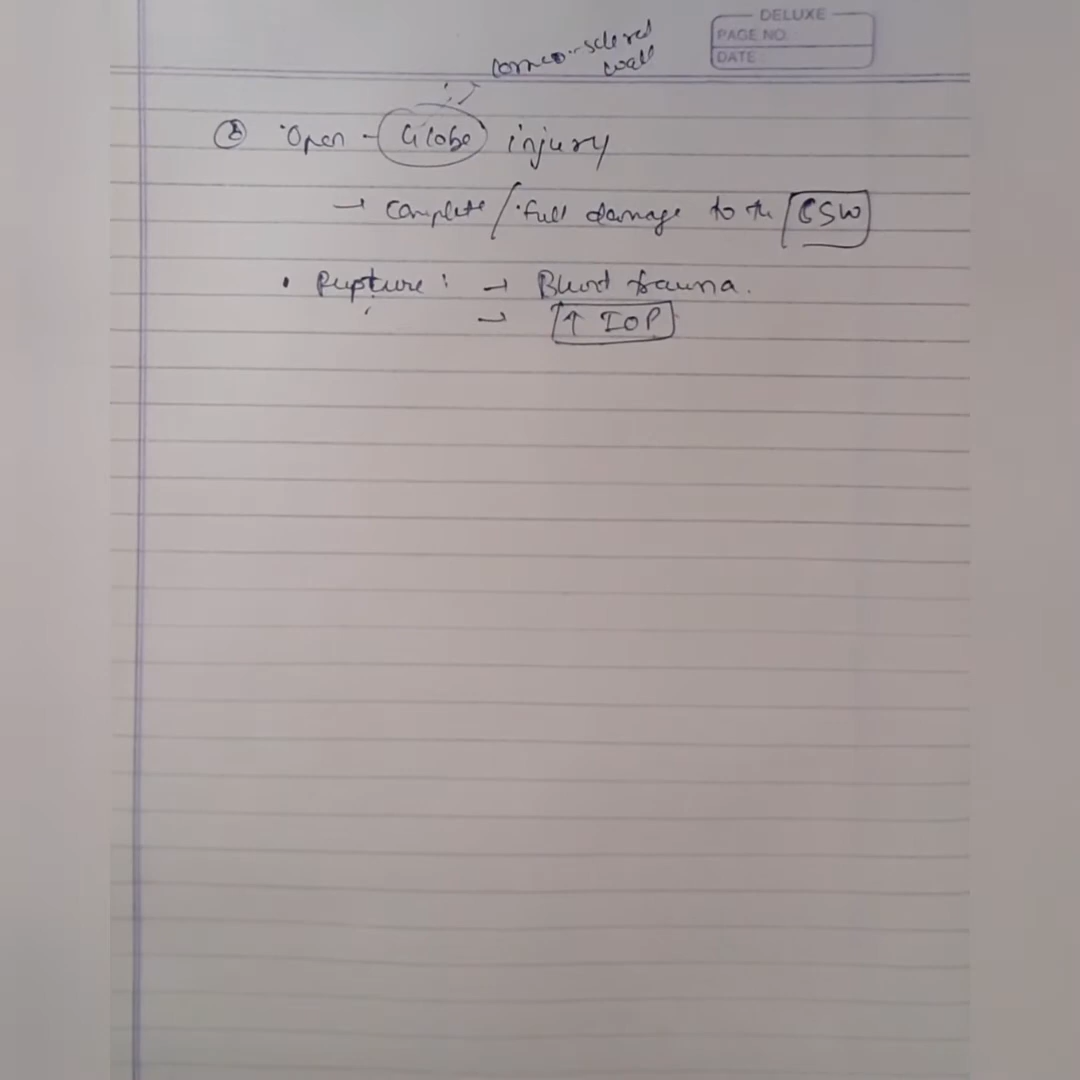 DELUXE
PAGE NO.
DATE :
corneo-scleral
wall
② Open - Globe injury
→ Complete / full damage to the CSW
• Rupture : → Blunt trauma.
→ ↑ IOP